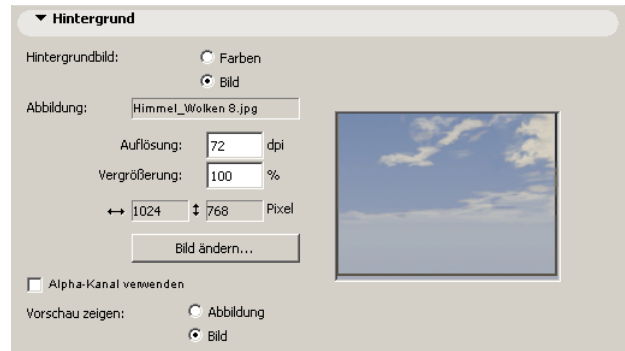 Hintergrund
Hintergrundbild: Farben
Bild
Abbildung: Himmel_Wolken 8.jpg
Auflösung: 72 dpi
Vergrößerung: 100 %
1024 768 Pixel
Bild ändern...
Alpha-Kanal verwenden
Vorschau zeigen: Abbildung
Bild